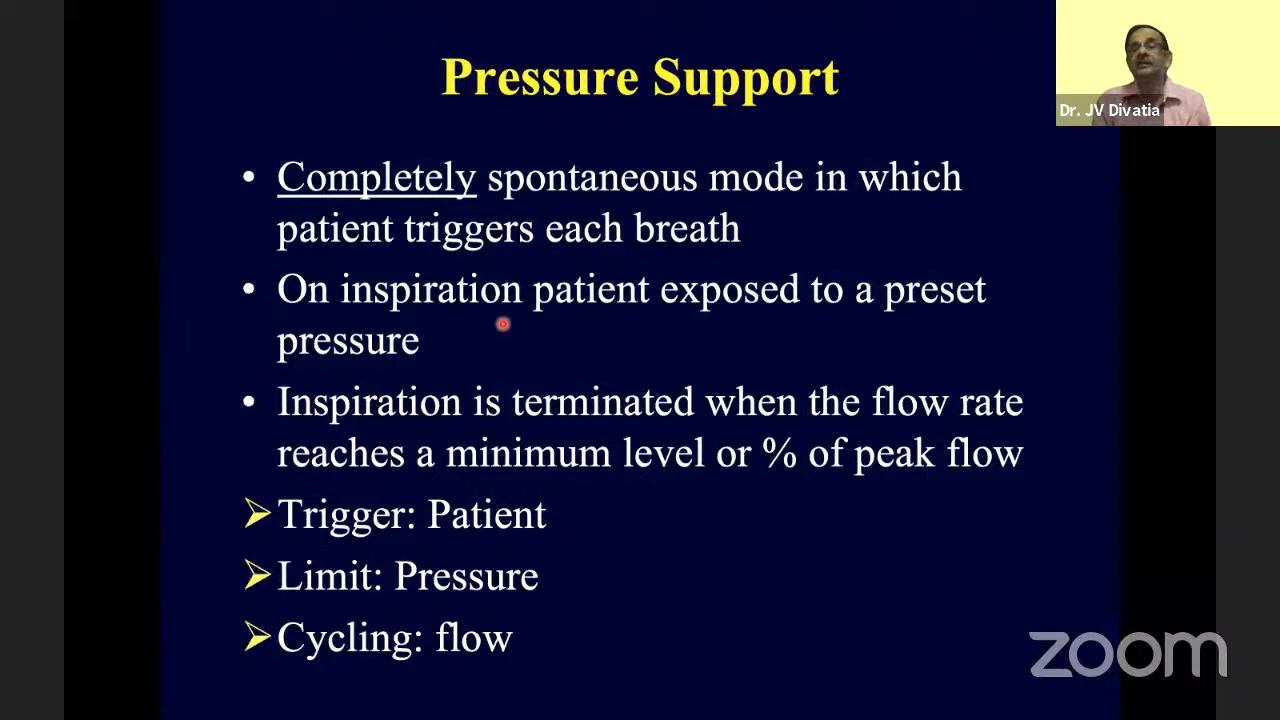 Pressure Support
Dr. JV Divatia
• Completely spontaneous mode in which
patient triggers each breath
• On inspiration patient exposed to a preset
pressure
• Inspiration is terminated when the flow rate
reaches a minimum level or % of peak flow
➢ Trigger: Patient
➢ Limit: Pressure
➢ Cycling: flow
zoom